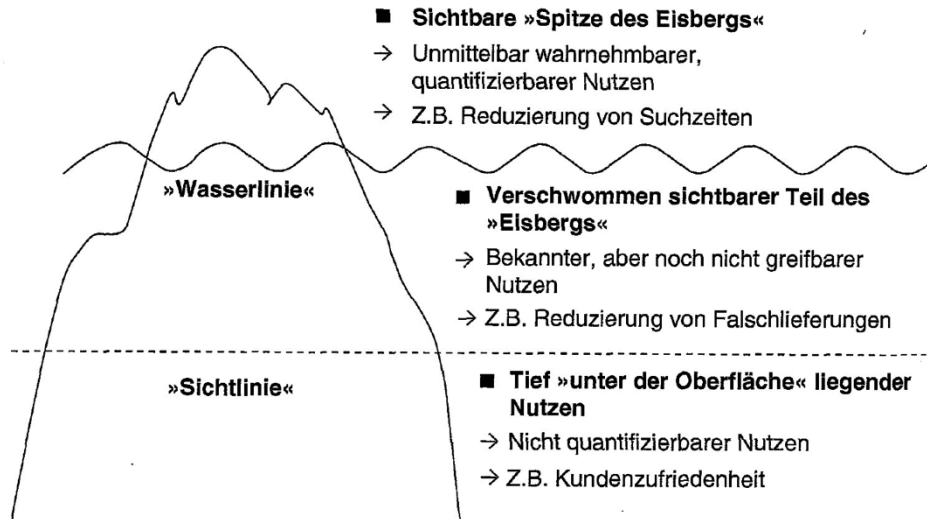 ■ Sichtbare »Spitze des Eisbergs«
→ Unmittelbar wahrnehmbarer,
quantifizierbarer Nutzen
→ Z.B. Reduzierung von Suchzeiten
»Wasserlinie«
■ Verschwommen sichtbarer Teil des
»Eisbergs«
→ Bekannter, aber noch nicht greifbarer
Nutzen
→ Z.B. Reduzierung von Falschlieferungen
»Sichtlinie«
■ Tief »unter der Oberfläche« liegender
Nutzen
→ Nicht quantifizierbarer Nutzen
→ Z.B. Kundenzufriedenheit